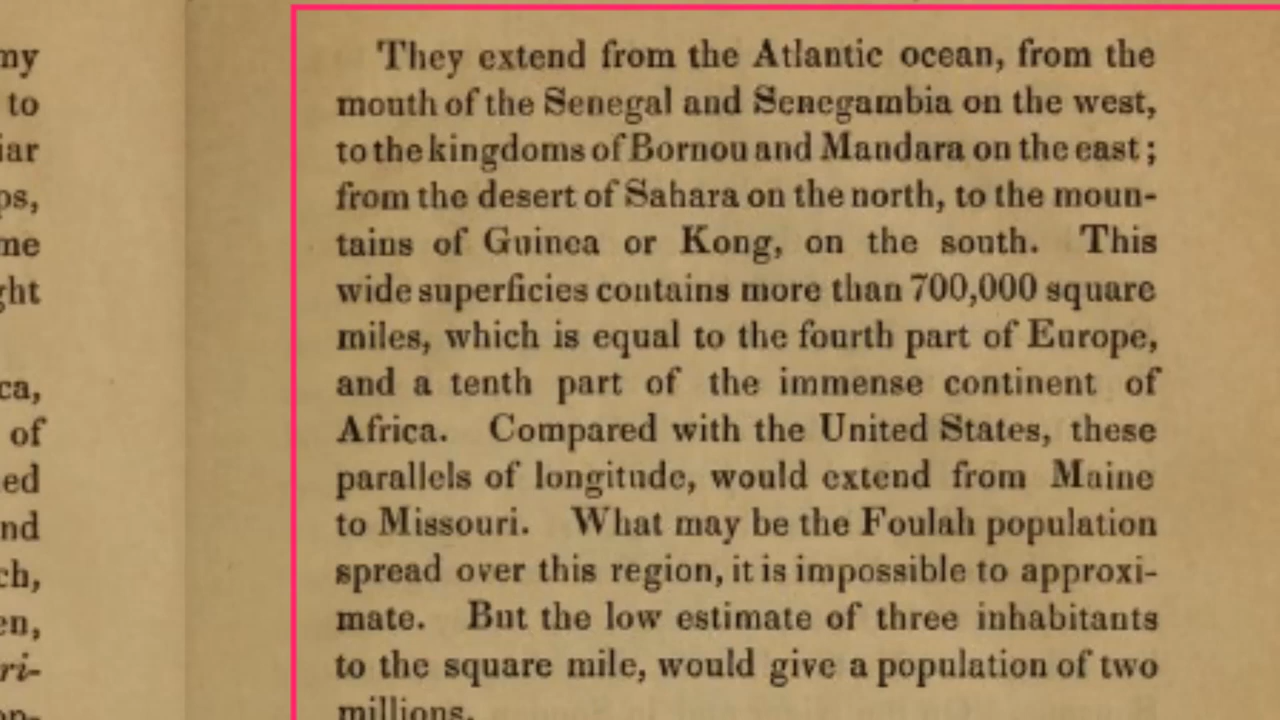 They extend from the Atlantic ocean, from the
mouth of the Senegal and Senegambia on the west,
to the kingdoms of Bornou and Mandara on the east;
from the desert of Sahara on the north, to the moun-
tains of Guinea or Kong, on the south. This
wide superficies contains more than 700,000 square
miles, which is equal to the fourth part of Europe,
and a tenth part of the immense continent of
Africa. Compared with the United States, these
parallels of longitude, would extend from Maine
to Missouri. What may be the Foulah population
spread over this region, it is impossible to approxi-
mate. But the low estimate of three inhabitants
to the square mile, would give a population of two
millions.